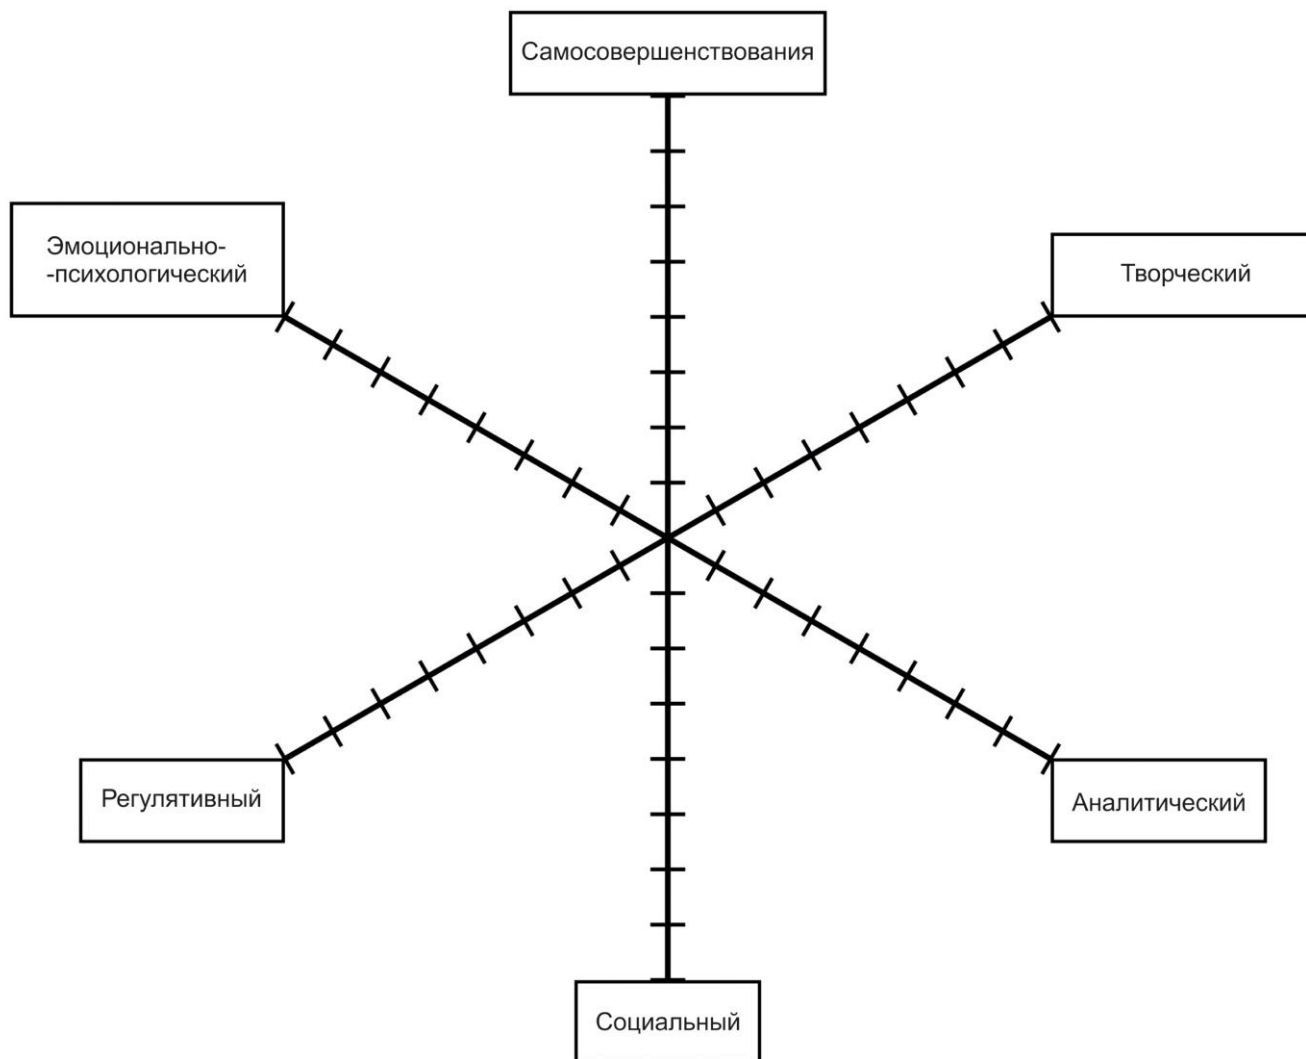 Самосовершенствования
Эмоционально-
-психологический
Творческий
Регулятивный
Аналитический
Социальный